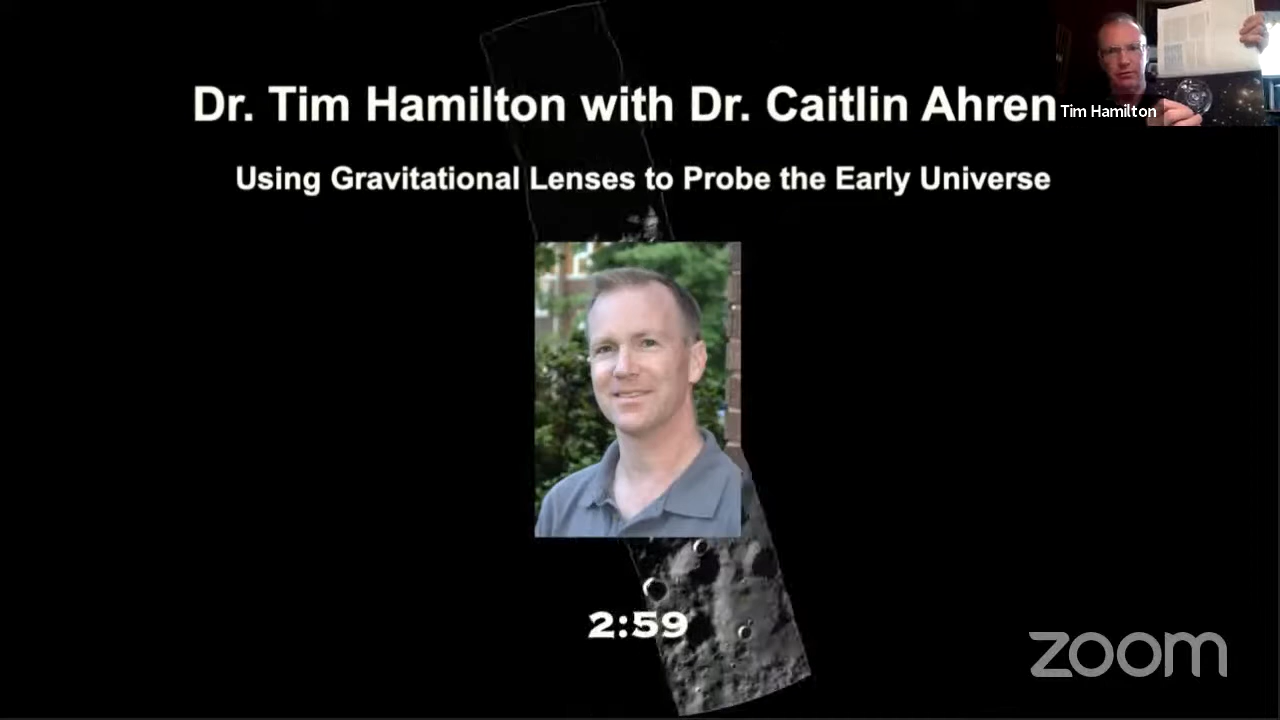 Dr. Tim Hamilton with Dr. Caitlin Ahren
Tim Hamilton
Using Gravitational Lenses to Probe the Early Universe
2:59
zoom